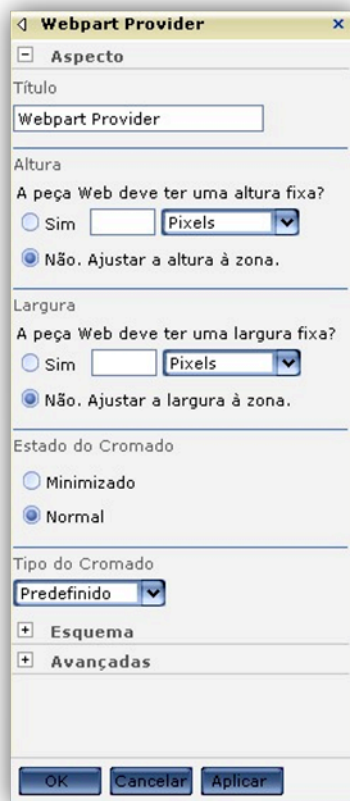 Webpart Provider
Aspecto
Título
Webpart Provider
Altura
A peça Web deve ter uma altura fixa?
Sim Pixels
Não. Ajustar a altura à zona.
Largura
A peça Web deve ter uma largura fixa?
Sim Pixels
Não. Ajustar a largura à zona.
Estado do Cromado
Minimizado
Normal
Tipo do Cromado
Predefinido
Esquema
Avançadas
OK Cancelar Aplicar